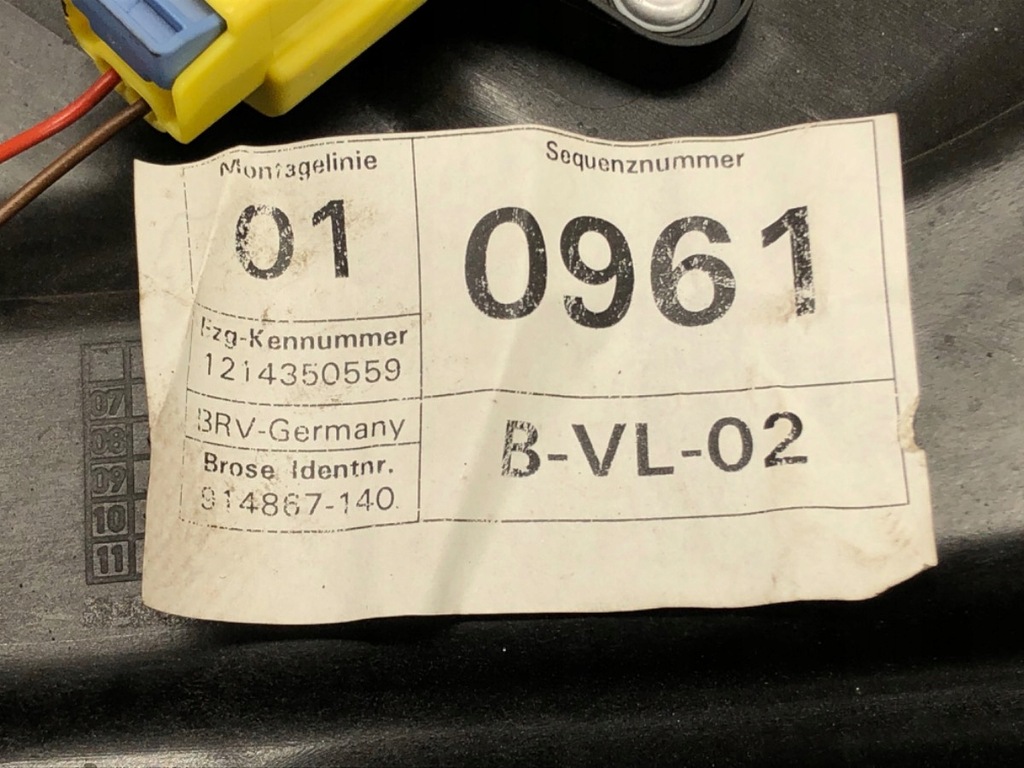 Montagelinie
01
Sequenznummer
0961
Fzg-Kennummer
1214350559
BRV-Germany
B-VL-02
Brose Identnr.
914867-140
07
08
09
10
11